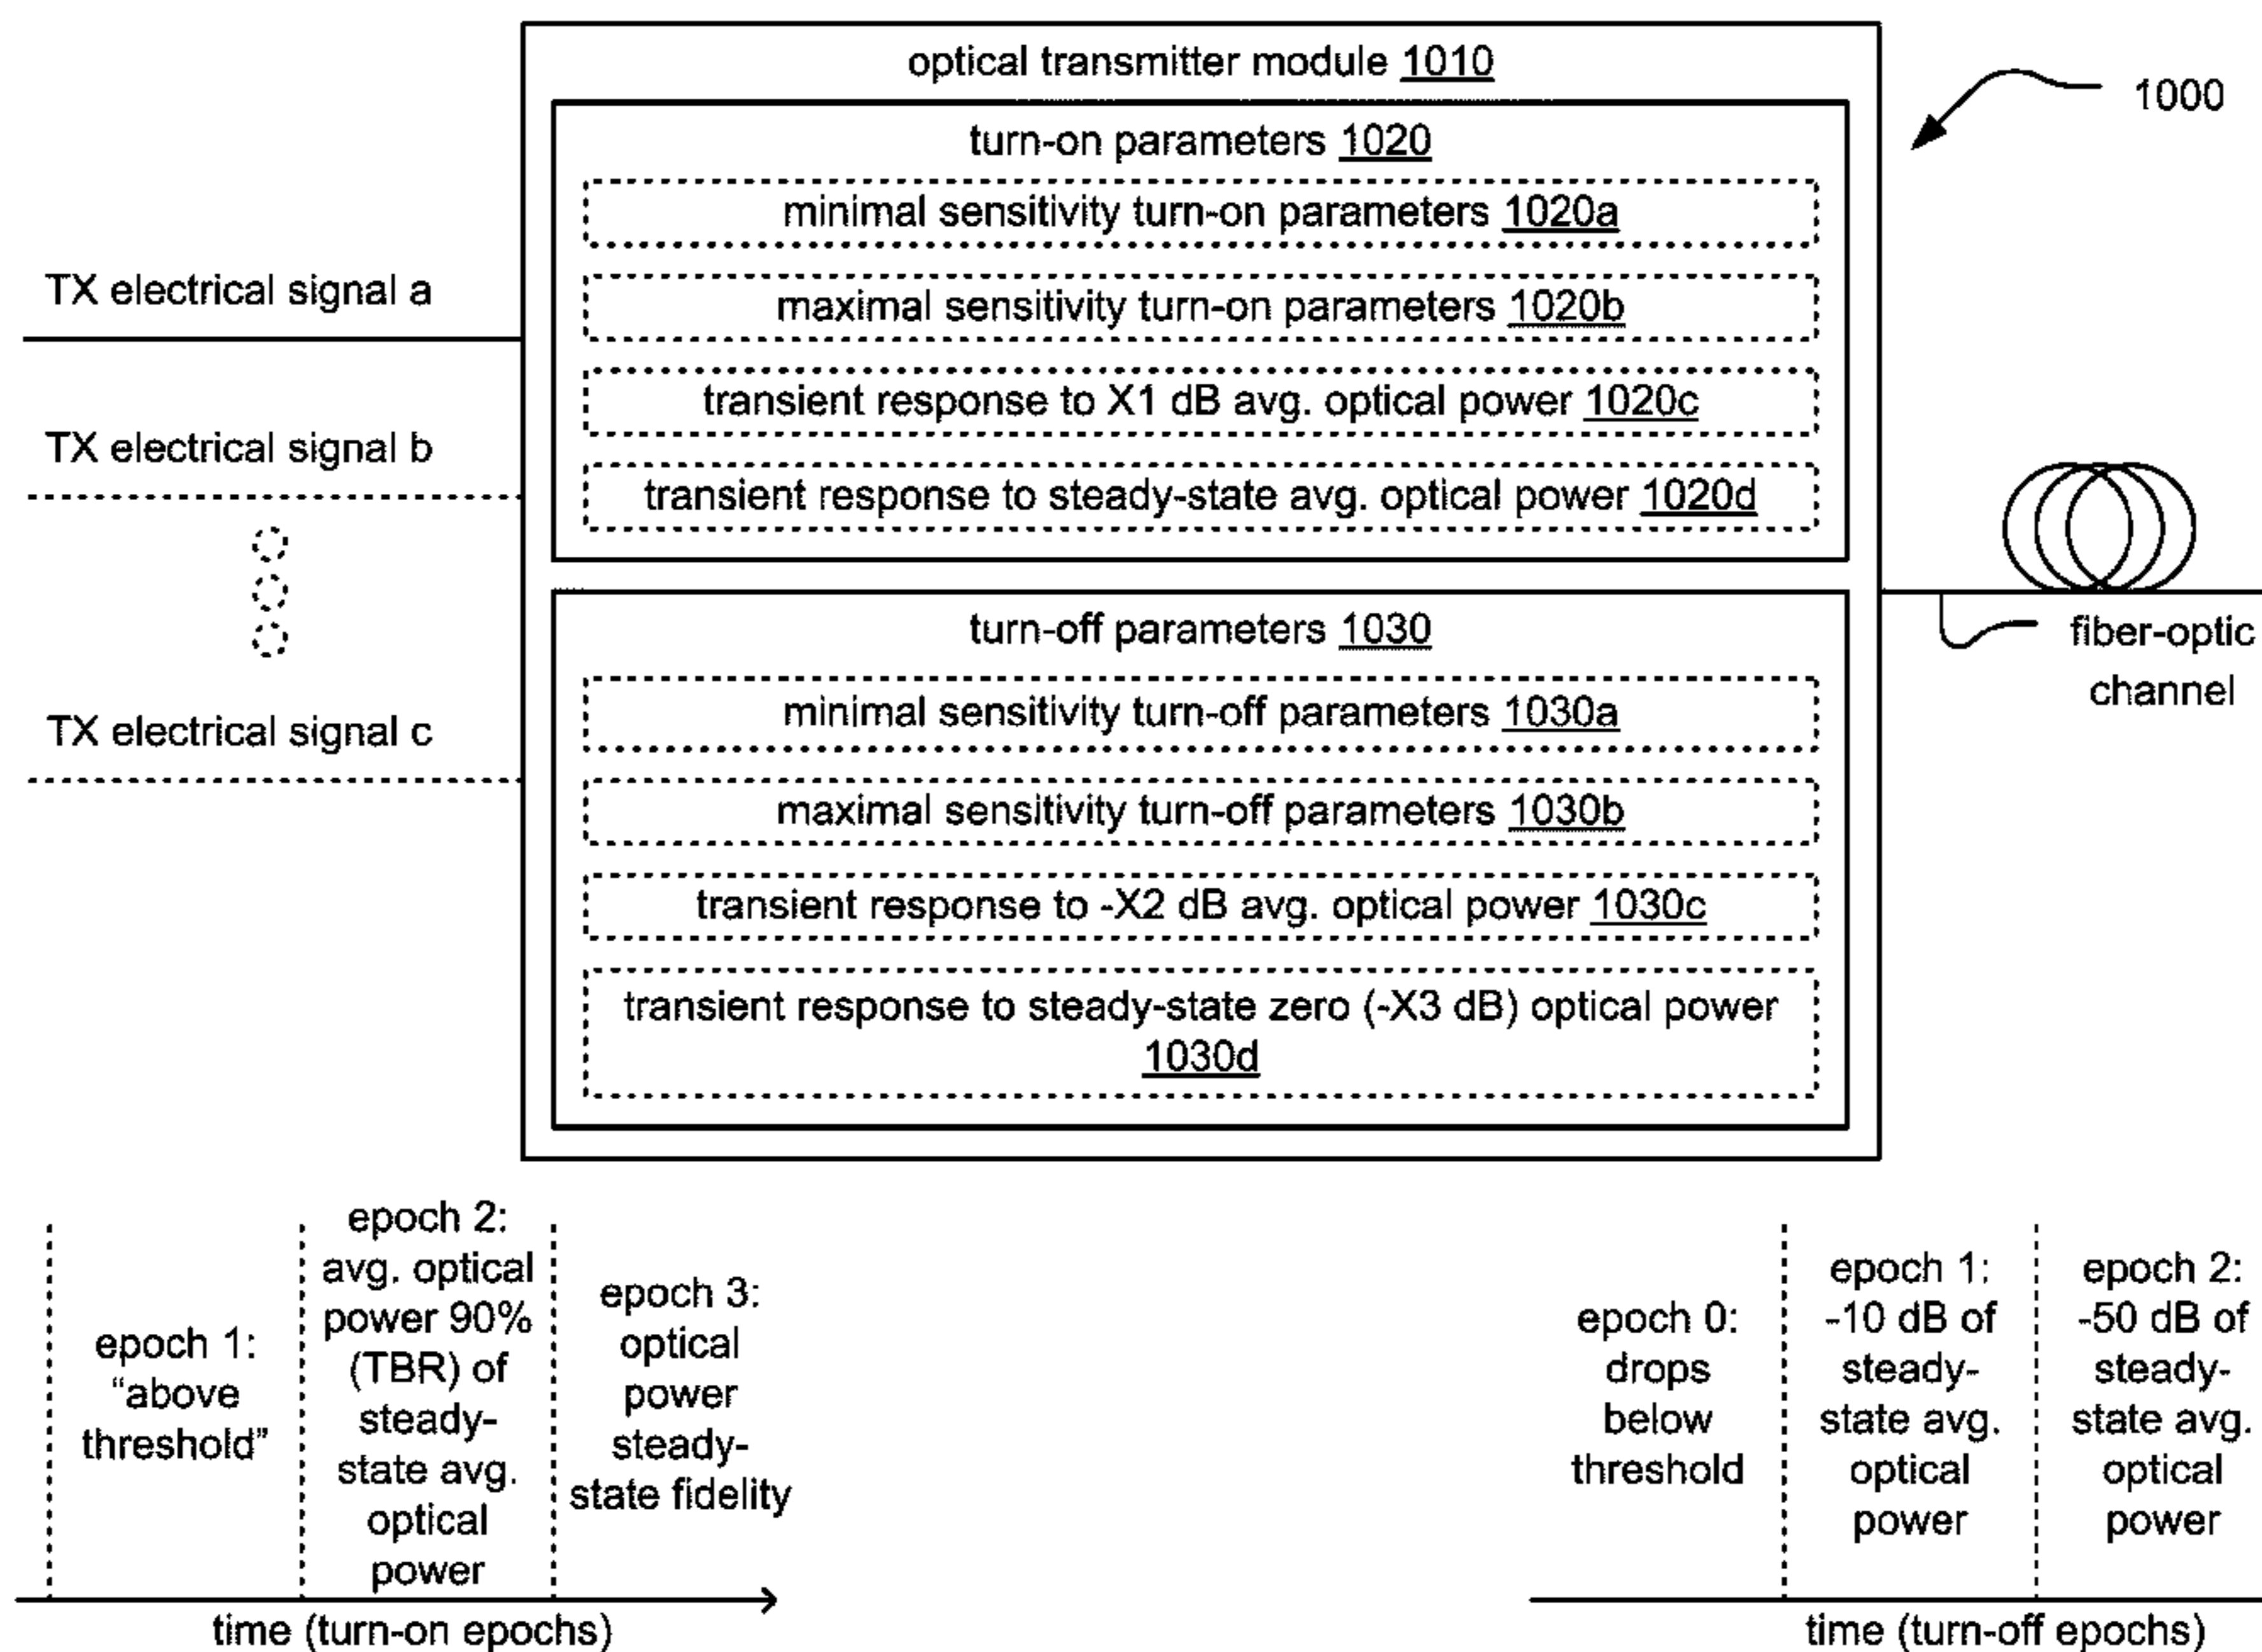 optical transmitter module 1010
1000
turn-on parameters 1020
minimal sensitivity turn-on parameters 1020a
maximal sensitivity turn-on parameters 1020b
transient response to X1 dB avg. optical power 1020c
transient response to steady-state avg. optical power 1020d
TX electrical signal a
TX electrical signal b
TX electrical signal c
turn-off parameters 1030
minimal sensitivity turn-off parameters 1030a
maximal sensitivity turn-off parameters 1030b
transient response to -X2 dB avg. optical power 1030c
transient response to steady-state zero (-X3 dB) optical power
1030d
fiber-optic
channel
epoch 1:
“above
threshold”
epoch 2:
avg. optical
power 90%
(TBR) of
steady-
state avg.
optical
power
epoch 3:
optical
power
steady-
state fidelity
time (turn-on epochs)
epoch 0:
drops
below
threshold
epoch 1:
-10 dB of
steady-
state avg.
optical
power
epoch 2:
-50 dB of
steady-
state avg.
optical
power
time (turn-off epochs)